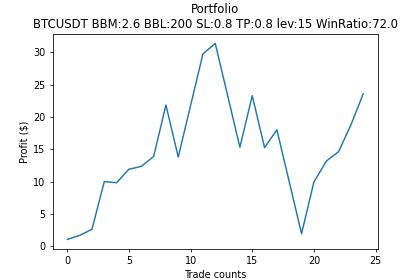 Portfolio
BTCUSDT BBM:2.6 BBL:200 SL:0.8 TP:0.8 lev:15 WinRatio:72.0
Profit ($)
30
25
20
15
10
5
0
0 5 10 15 20 25
Trade counts